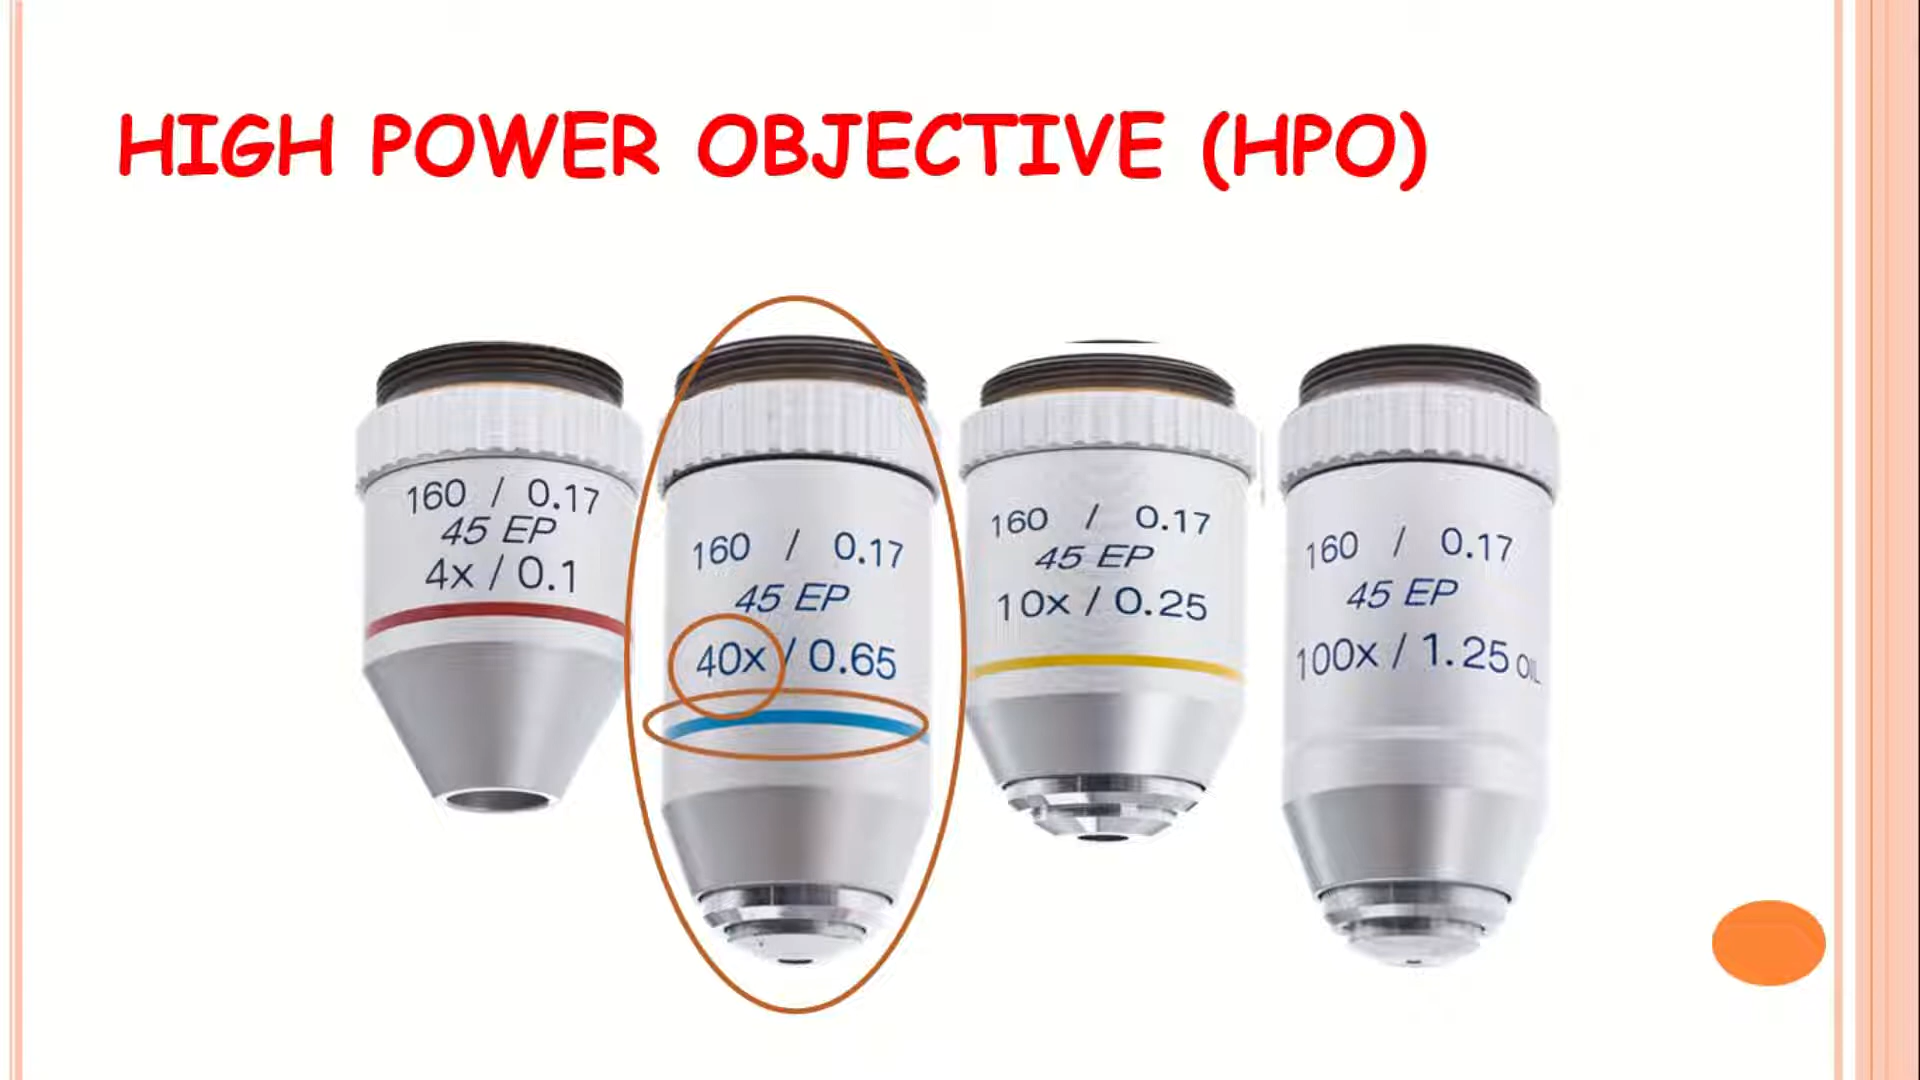 HIGH POWER OBJECTIVE (HPO)
160 / 0.17
45 EP
4x / 0.1
160 / 0.17
45 EP
40x / 0.65
160 / 0.17
45 EP
10x / 0.25
160 / 0.17
45 EP
100x / 1.25 OIL